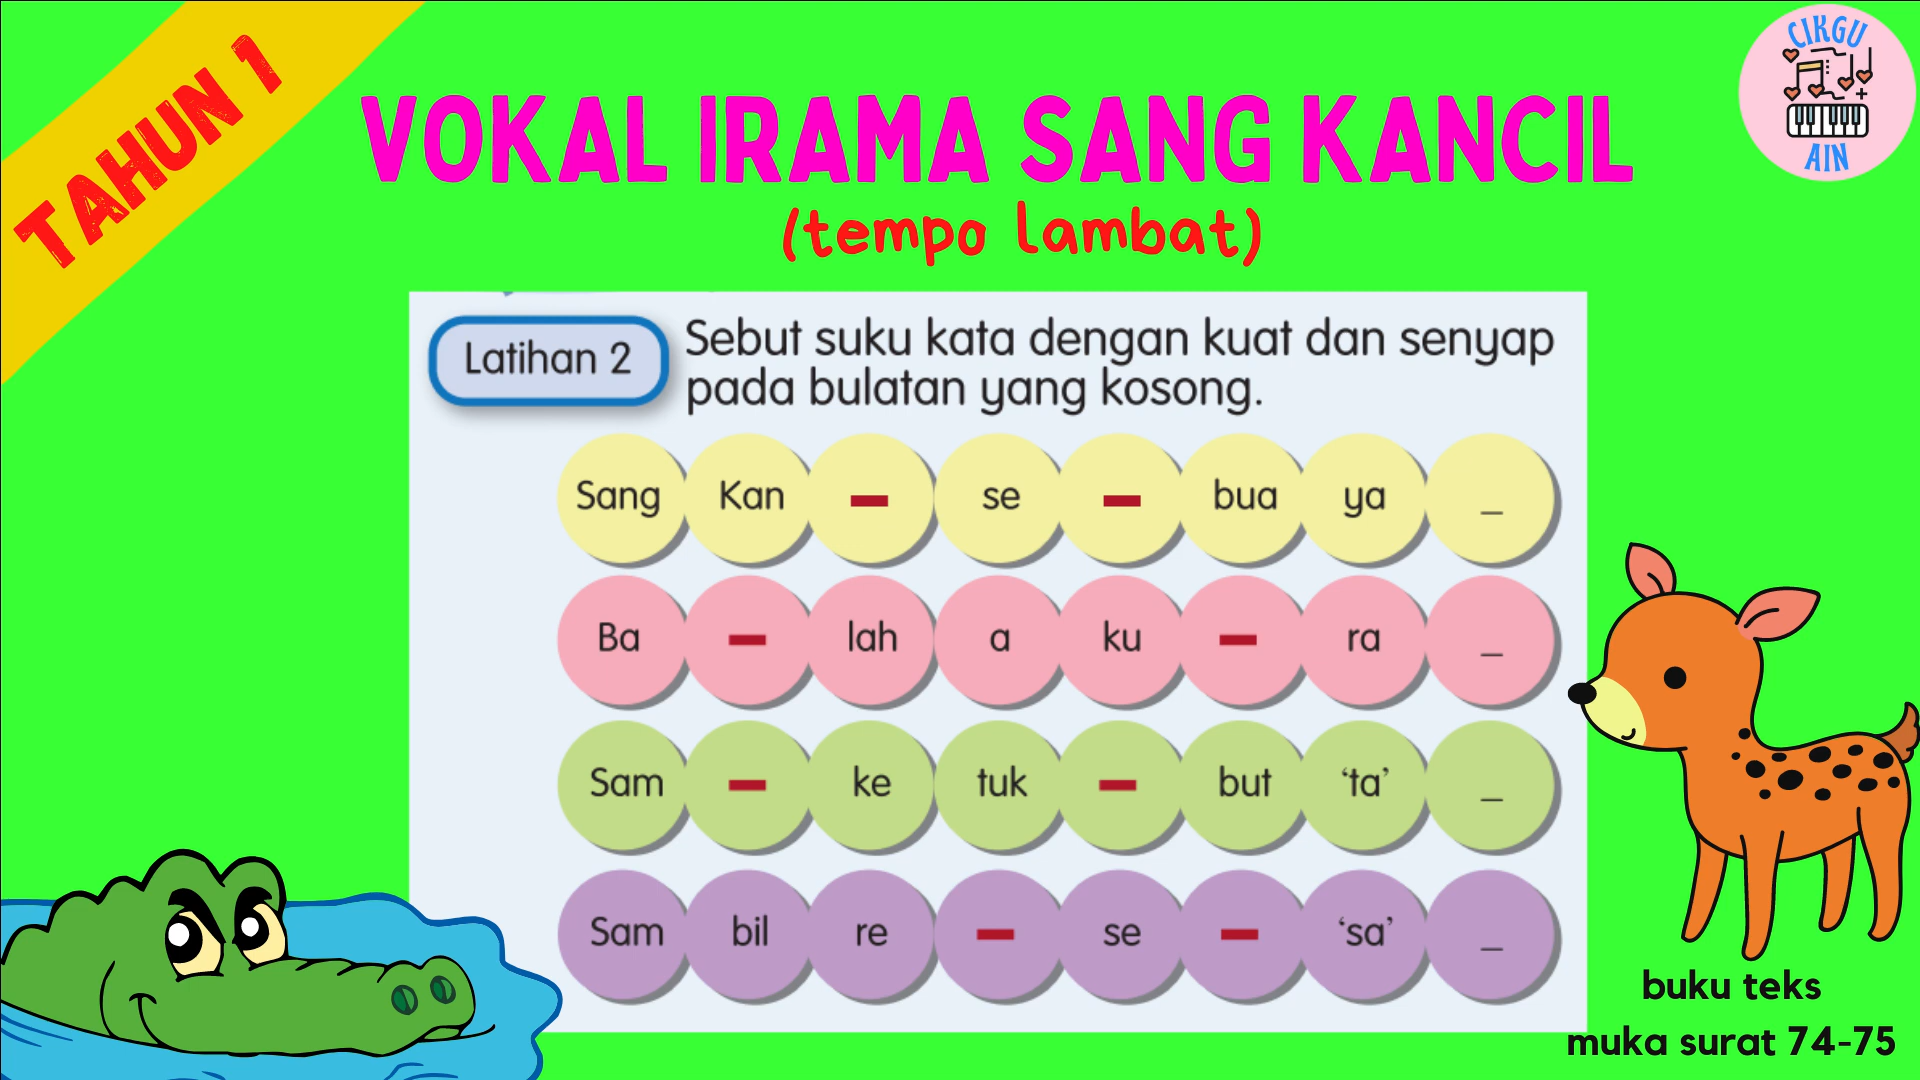 TAHUN 1
VOKAL IRAMA SANG KANCIL
(tempo lambat)
CIKGU
AIN
Latihan 2
Sebut suku kata dengan kuat dan senyap
pada bulatan yang kosong.
Sang Kan - se - bua ya _
Ba - lah a ku - ra _
Sam - ke tuk - but ‘ta’ _
Sam bil re - se - ‘sa’ _
buku teks
muka surat 74-75